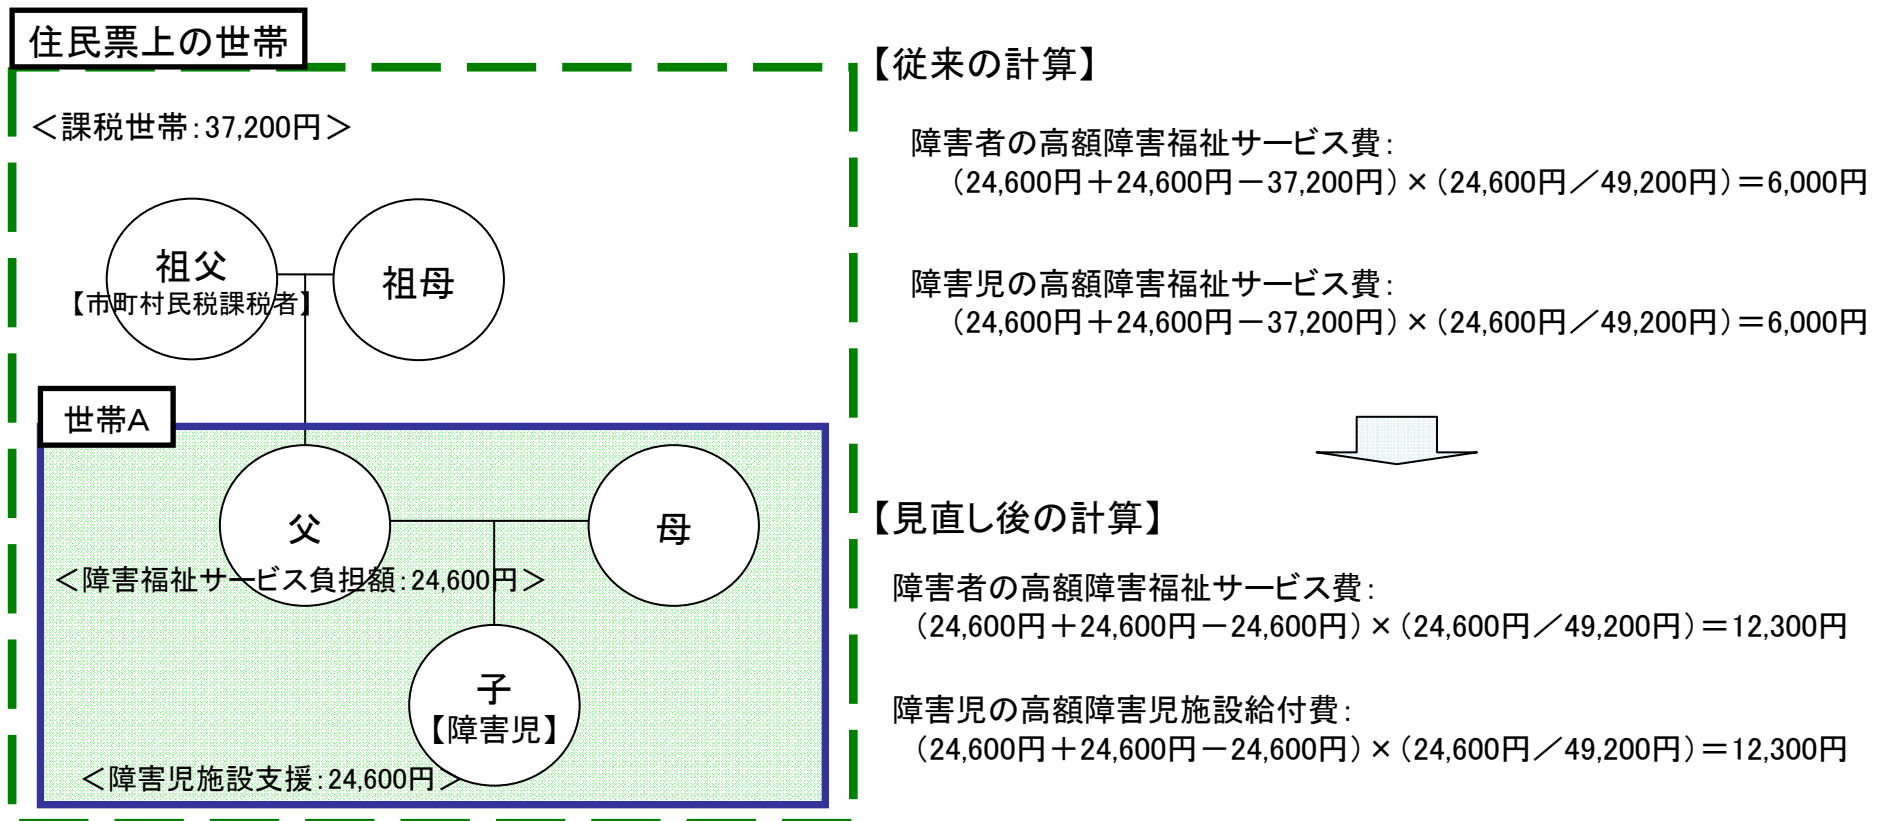 住民票上の世帯
＜課税世帯：37,200円＞
祖父
【市町村民税課税者】
祖母
世帯A
父
母
＜障害福祉サービス負担額：24,600円＞
子
【障害児】
＜障害児施設支援：24,600円＞
【従来の計算】
障害者の高額障害福祉サービス費：
（24,600円＋24,600円－37,200円）×（24,600円／49,200円）＝6,000円
障害児の高額障害福祉サービス費：
（24,600円＋24,600円－37,200円）×（24,600円／49,200円）＝6,000円
【見直し後の計算】
障害者の高額障害福祉サービス費：
（24,600円＋24,600円－24,600円）×（24,600円／49,200円）＝12,300円
障害児の高額障害児施設給付費：
（24,600円＋24,600円－24,600円）×（24,600円／49,200円）＝12,300円